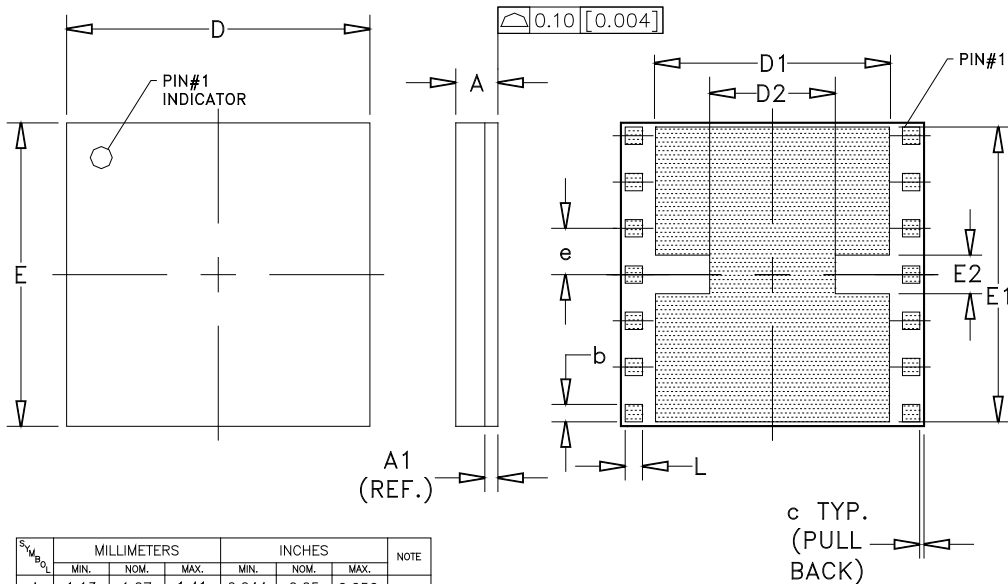 0.10 [0.004]
D
PIN#1
INDICATOR
A
D1
D2
PIN#1
E
e
E2
E1
b
A1
(REF.)
L
c TYP.
(PULL
BACK)
SYMBOL MILLIMETERS INCHES NOTE
MIN. NOM. MAX. MIN. NOM. MAX.